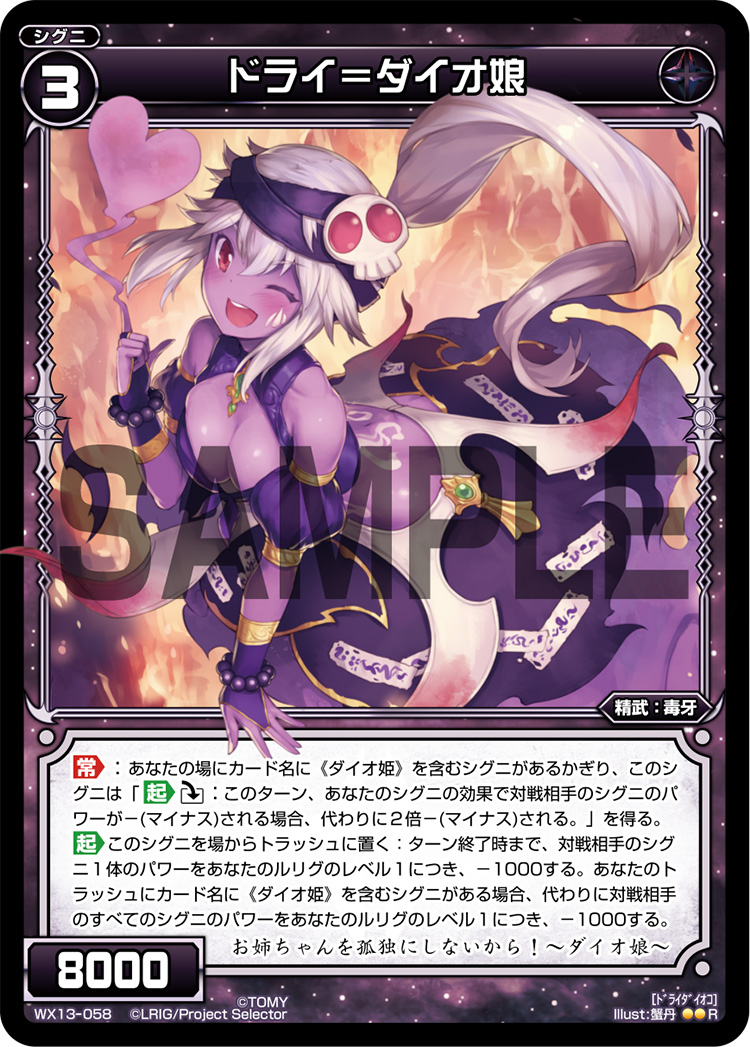 シグニ
3
ドライ＝ダイオ娘
SAMPLE
精武：毒牙
常：あなたの場にカード名に《ダイオ姫》を含むシグニがあるかぎり、このシ
グニは「起：このターン、あなたのシグニの効果で対戦相手のシグニのパ
ワーが－(マイナス)される場合、代わりに２倍－(マイナス)される。」を得る。
起このシグニを場からトラッシュに置く：ターン終了時まで、対戦相手のシグ
ニ１体のパワーをあなたのルリグのレベル１につき、－1000する。あなたのト
ラッシュにカード名に《ダイオ姫》を含むシグニがある場合、代わりに対戦相手
のすべてのシグニのパワーをあなたのルリグのレベル１につき、－1000する。
お姉ちゃんを孤独にしないから！～ダイオ娘～
8000
©TOMY
[ﾄﾞﾗｲﾀﾞｲｵｺ]
WX13-058 ©LRIG/Project Selector
Illust:蟹丹 R